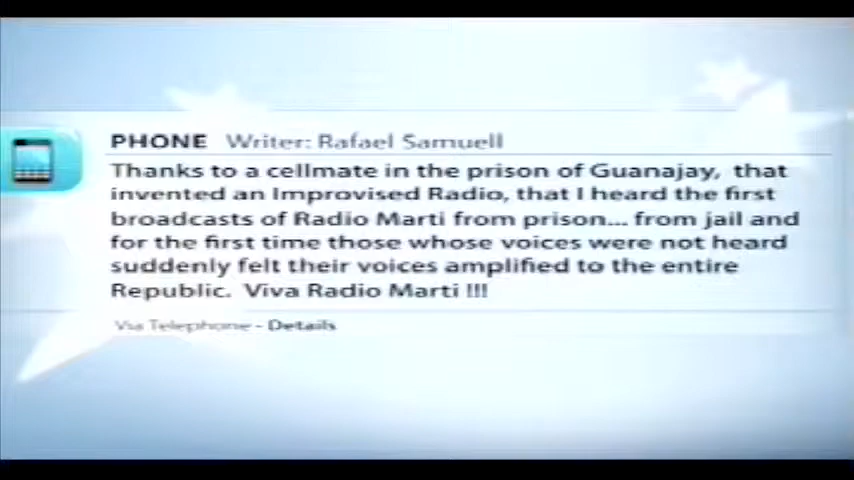 PHONE Writer: Rafael Samuell
Thanks to a cellmate in the prison of Guanajay, that
invented an Improvised Radio, that I heard the first
broadcasts of Radio Marti from prison... from jail and
for the first time those whose voices were not heard
suddenly felt their voices amplified to the entire
Republic. Viva Radio Marti !!!
Via Telephone - Details